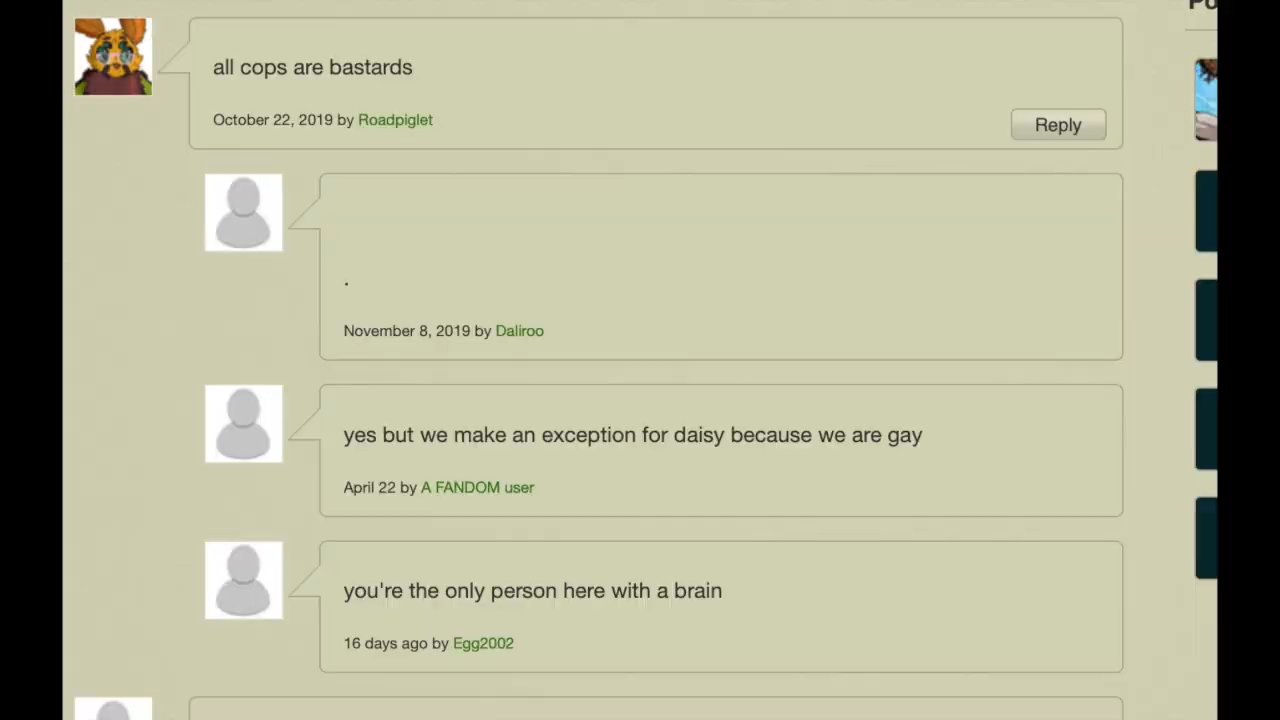 all cops are bastards
October 22, 2019 by Roadpiglet
Reply
.
November 8, 2019 by Daliroo
yes but we make an exception for daisy because we are gay
April 22 by A FANDOM user
you're the only person here with a brain
16 days ago by Egg2002